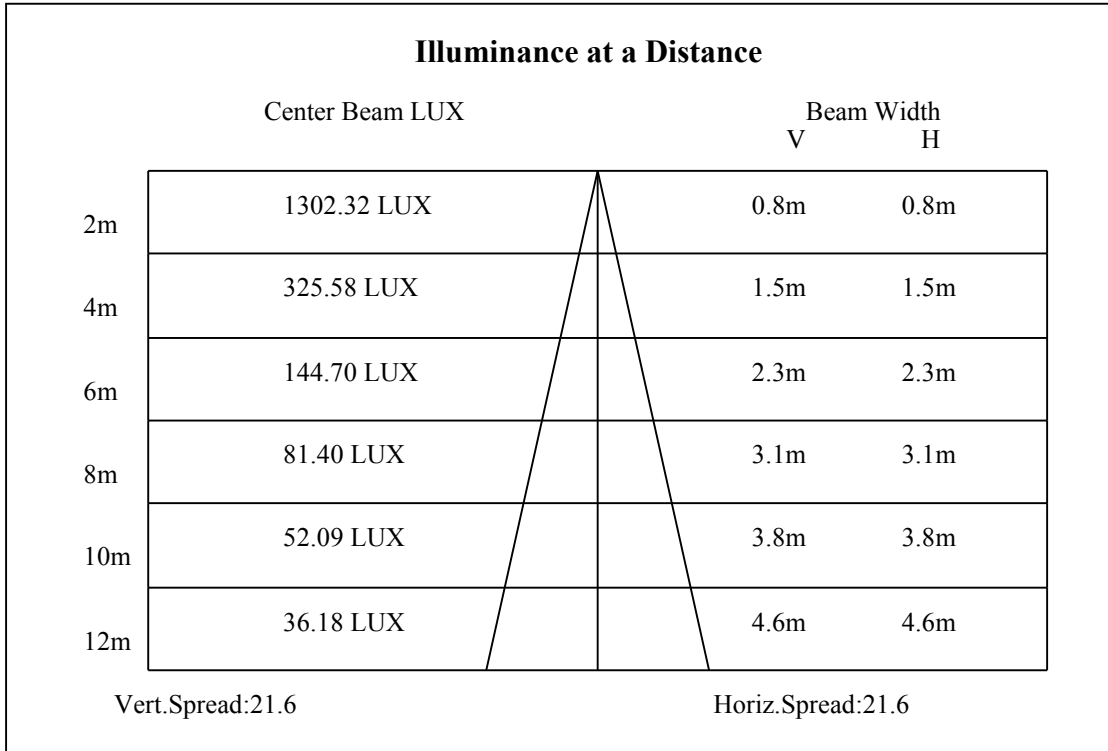 Illuminance at a Distance
Center Beam LUX Beam Width
V H
2m 1302.32 LUX 0.8m 0.8m
4m 325.58 LUX 1.5m 1.5m
6m 144.70 LUX 2.3m 2.3m
8m 81.40 LUX 3.1m 3.1m
10m 52.09 LUX 3.8m 3.8m
12m 36.18 LUX 4.6m 4.6m
Vert.Spread:21.6 Horiz.Spread:21.6